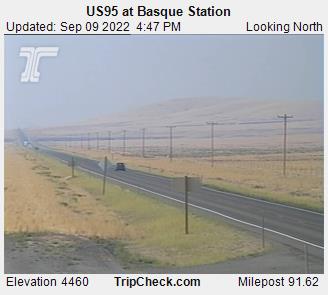 US95 at Basque Station
Updated: Sep 09 2022 4:47 PM Looking North
Elevation 4460 TripCheck.com Milepost 91.62